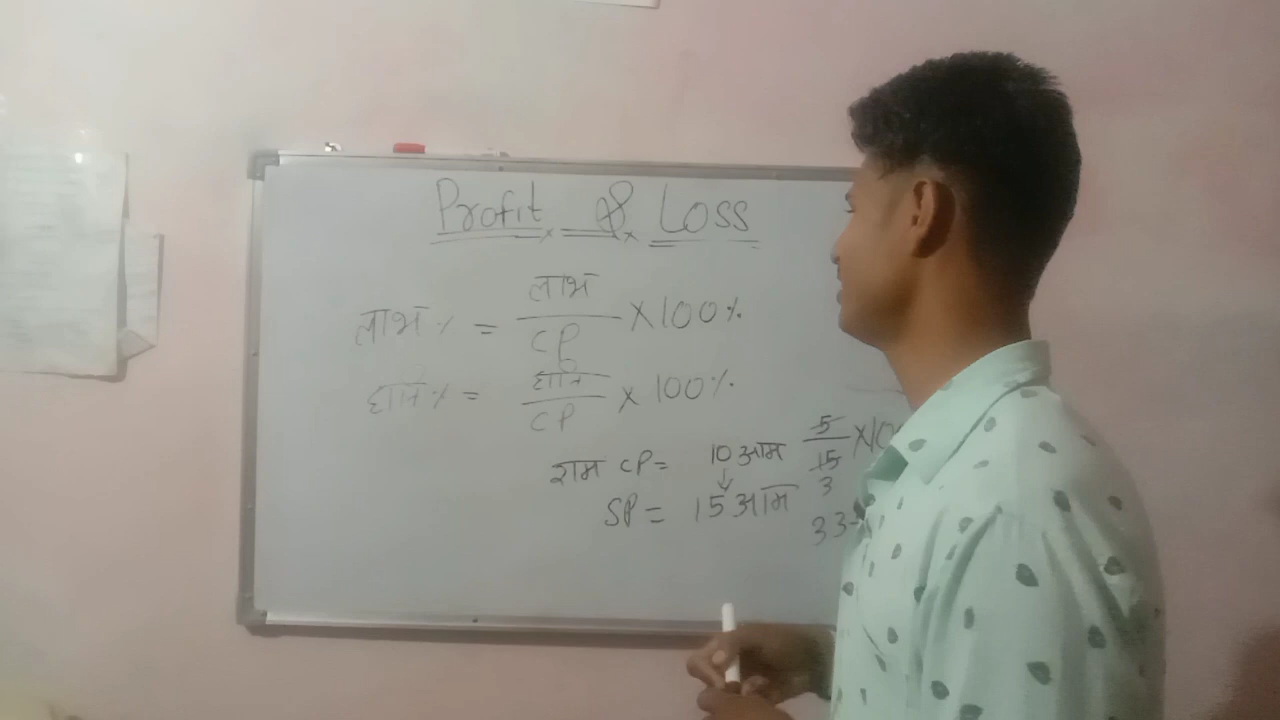 Profit & Loss
लाभ% = लाभ/CP × 100%
हानि% = हानि/CP × 100%
राम CP = 10 आम
SP = 15 आम
5/15 × 10
3
33